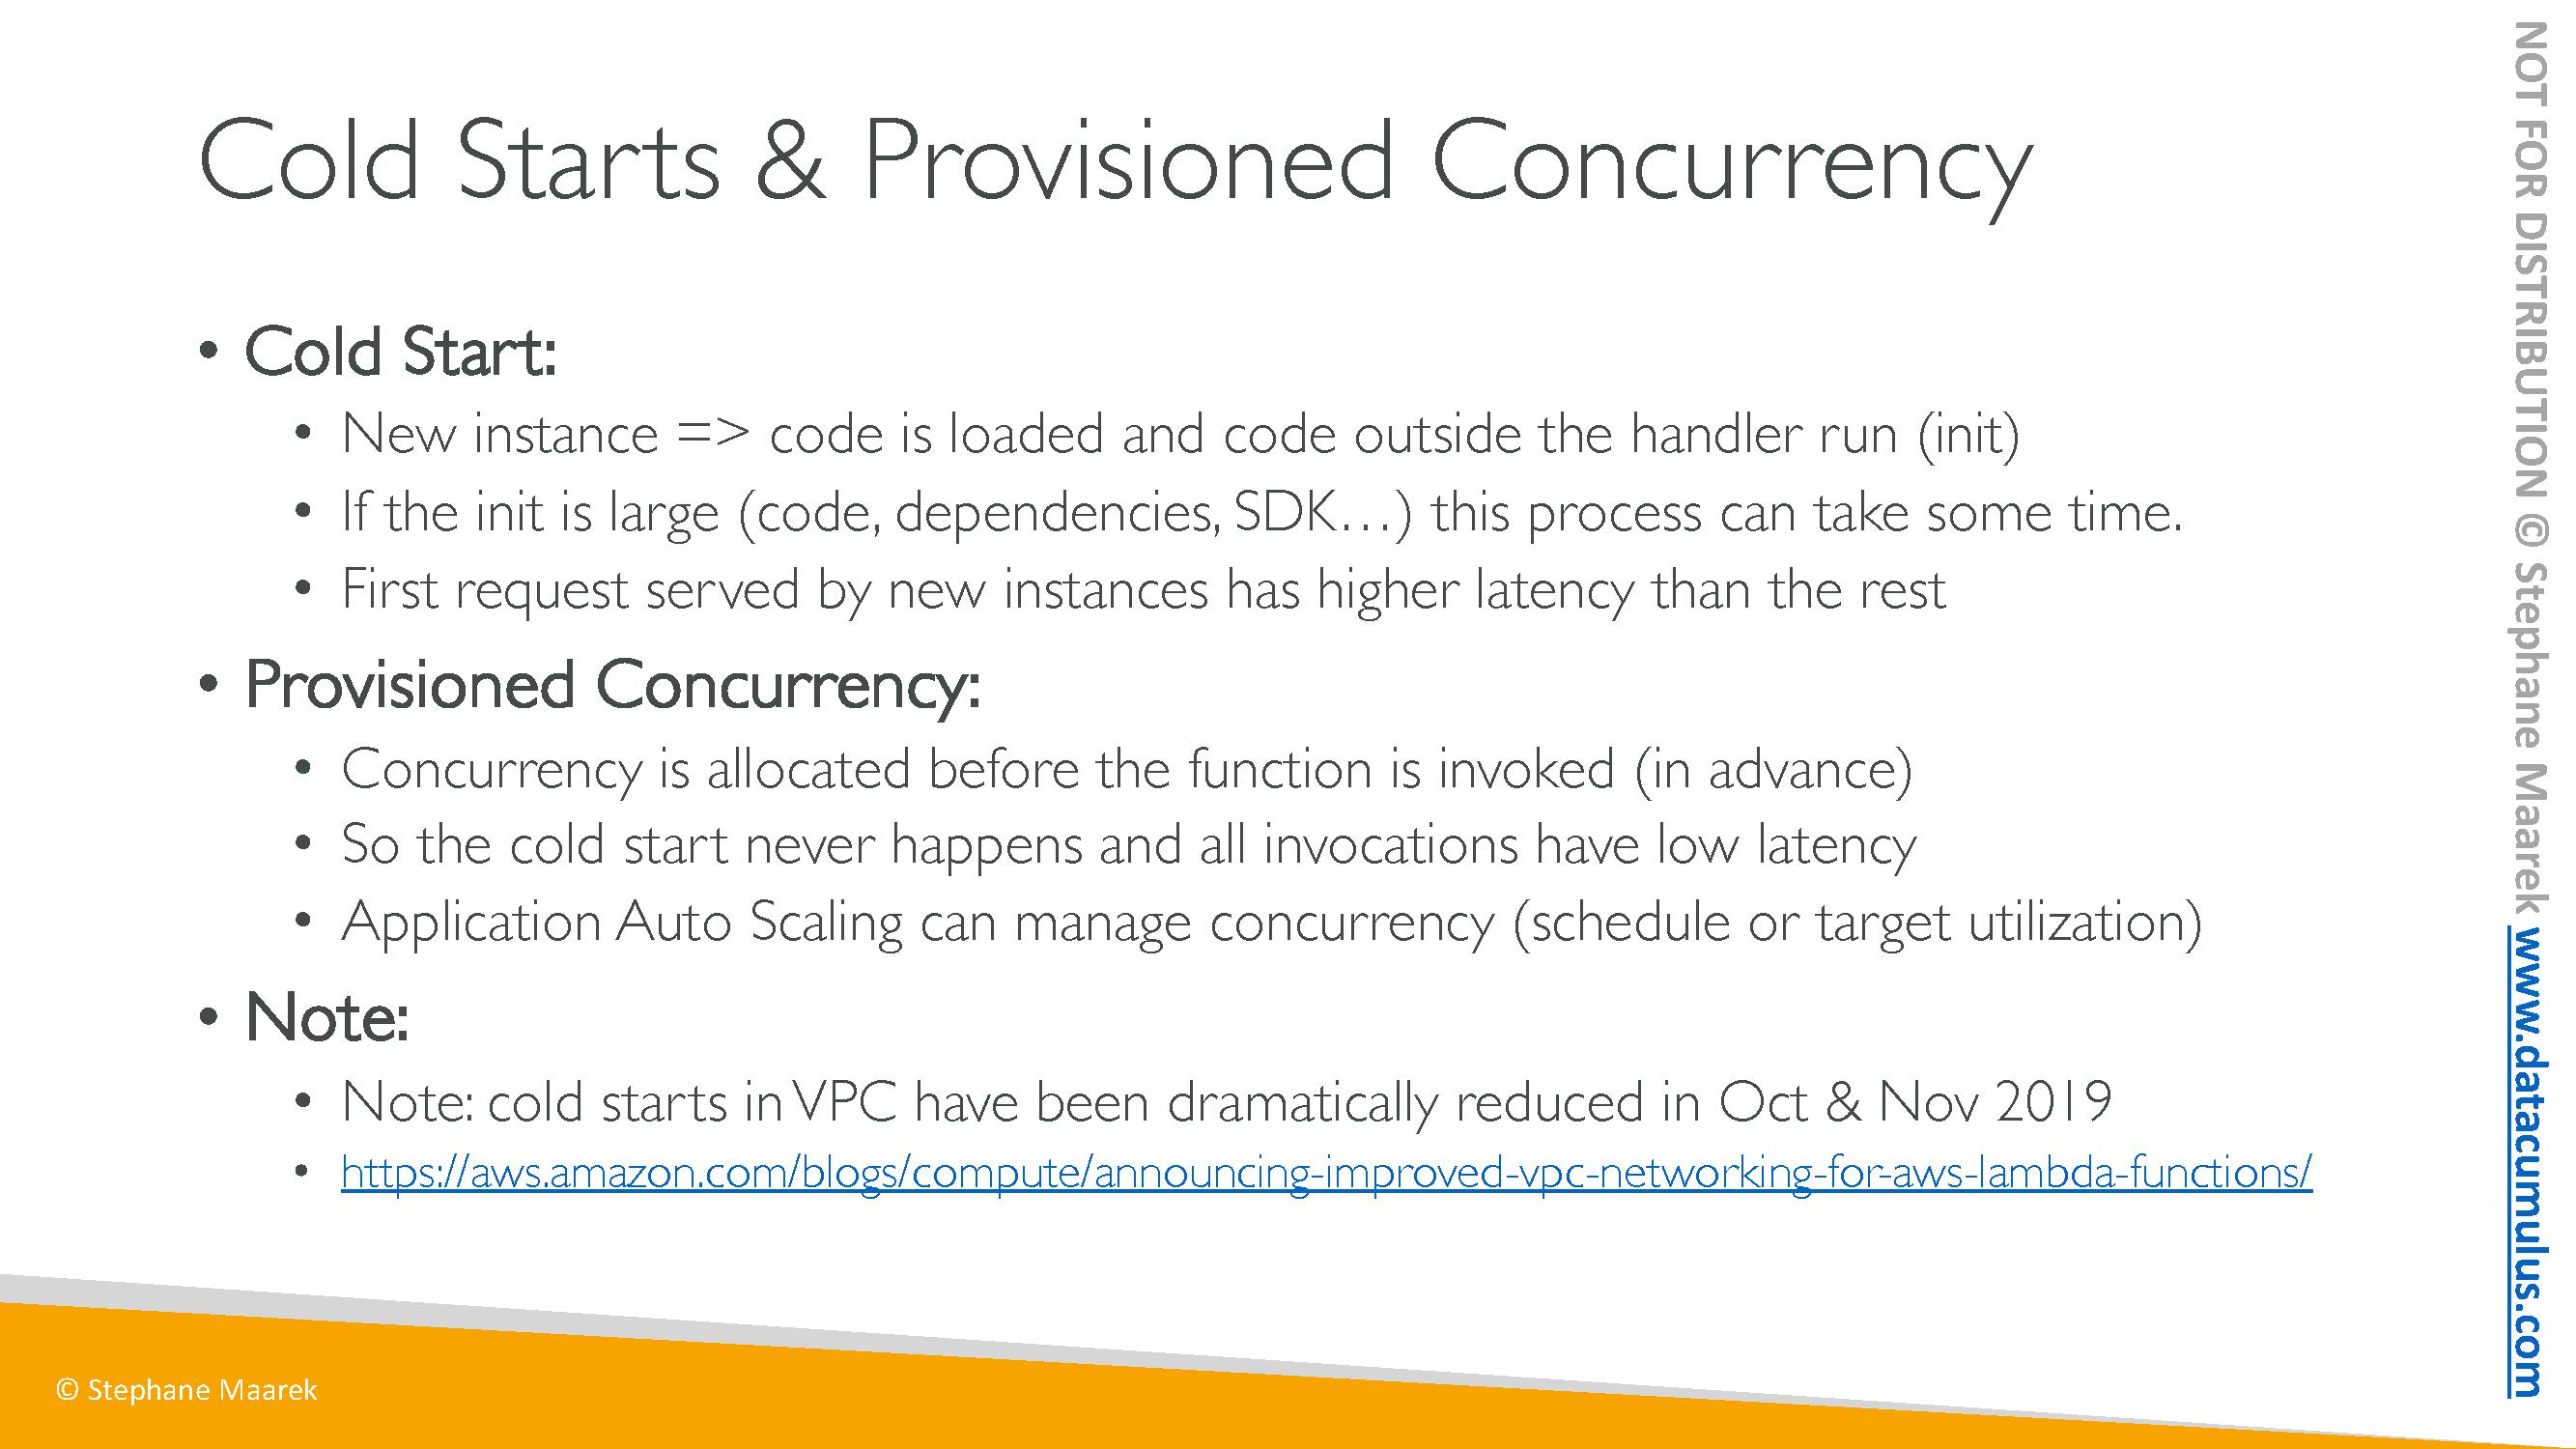 Cold Starts & Provisioned Concurrency
• Cold Start:
• New instance => code is loaded and code outside the handler run (init)
• If the init is large (code, dependencies, SDK…) this process can take some time.
• First request served by new instances has higher latency than the rest
• Provisioned Concurrency:
• Concurrency is allocated before the function is invoked (in advance)
• So the cold start never happens and all invocations have low latency
• Application Auto Scaling can manage concurrency (schedule or target utilization)
• Note:
• Note: cold starts in VPC have been dramatically reduced in Oct & Nov 2019
• https://aws.amazon.com/blogs/compute/announcing-improved-vpc-networking-for-aws-lambda-functions/
© Stephane Maarek
NOT FOR DISTRIBUTION © Stephane Maarek www.datacumulus.com